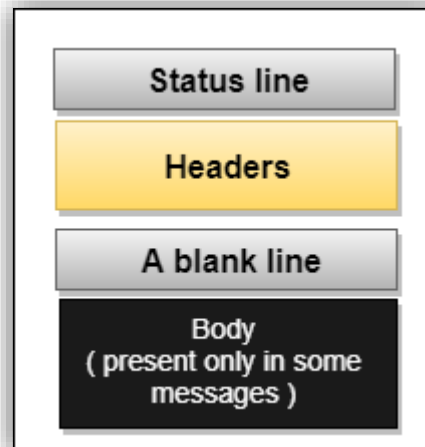 Status line
Headers
A blank line
Body
( present only in some
messages )